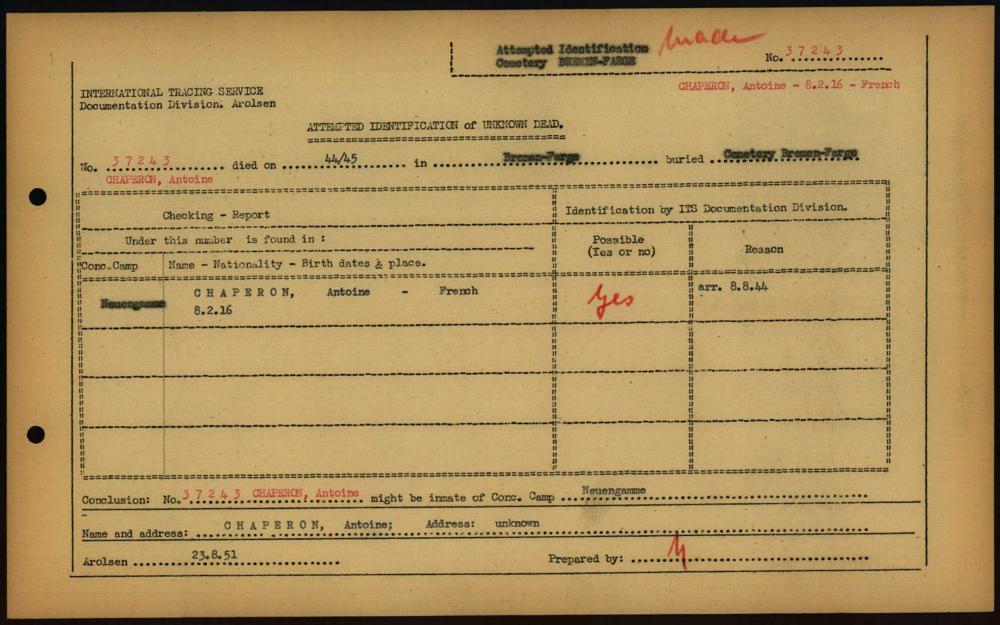 Attempted Identification made
Cemetery BREMEN-FARGE
No. 37243
CHAPERON, Antoine - 8.2.16 - French
INTERNATIONAL TRACING SERVICE
Documentation Division. Arolsen
ATTEMPTED IDENTIFICATION of UNKNOWN DEAD.
No. 37243 died on 44/45 in Bremen-Farge buried Cemetery Bremen-Farge
CHAPERON, Antoine
Checking - Report
Identification by ITS Documentation Division.
Under this number is found in :
Possible
(Yes or no)
Reason
Conc.Camp
Name - Nationality - Birth dates & place.
Neuengamme
CHAPERON, Antoine - French
8.2.16
Yes
arr. 8.8.44
Conclusion: No. 37243 CHAPERON, Antoine might be inmate of Conc. Camp Neuengamme
Name and address: CHAPERON, Antoine; Address: unknown
Arolsen 23.8.51
Prepared by: